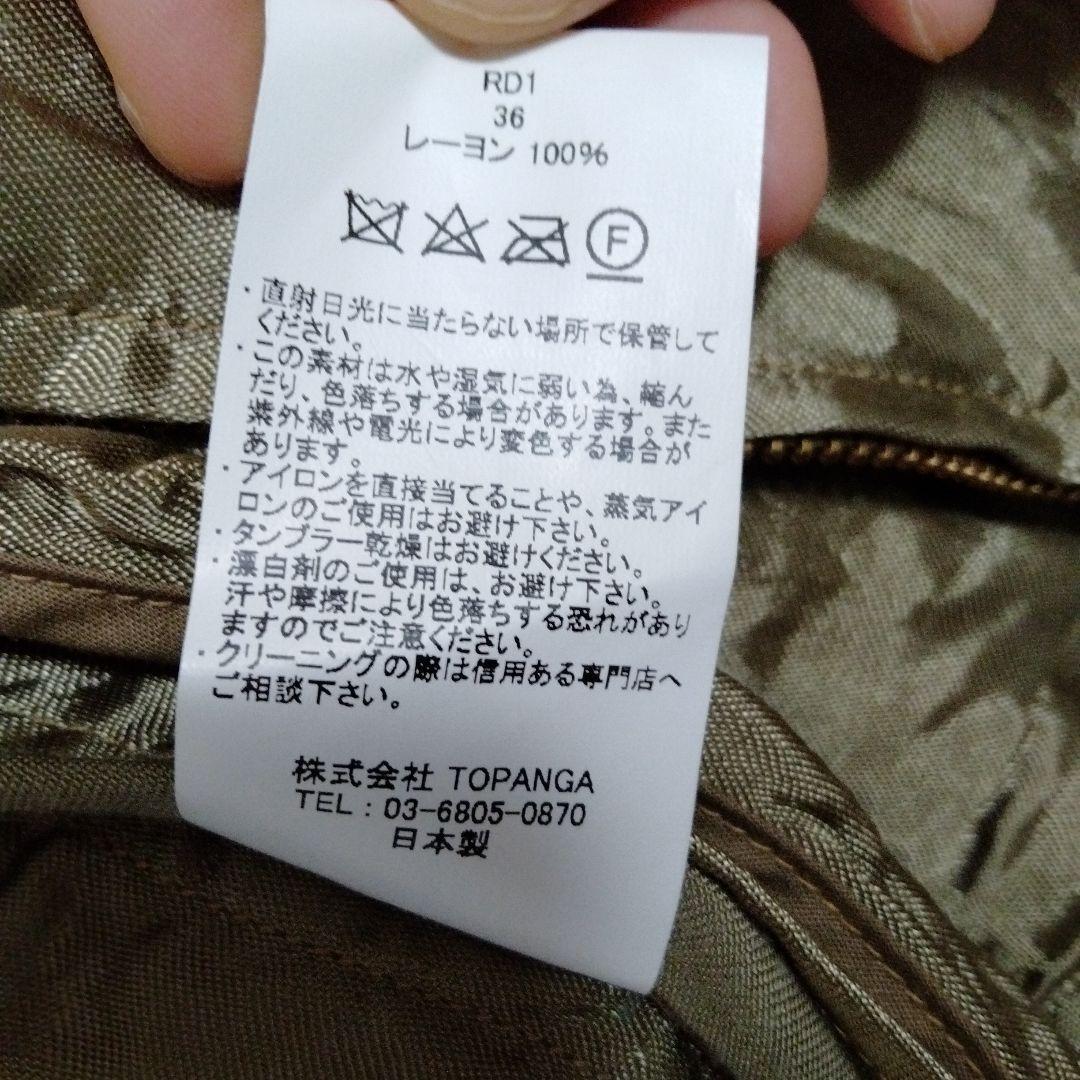 RD1
36
レーヨン 100%
F
・直射日光に当たらない場所で保管して
ください。
・この素材は水や湿気に弱い為、縮ん
だり、色落ちする場合があります。また
紫外線や電光により変色する場合が
あります。
・アイロンを直接当てることや、蒸気アイ
ロンのご使用はお避け下さい。
・タンブラー乾燥はお避けください。
・漂白剤のご使用は、お避け下さい。
汗や摩擦により色落ちする恐れがあり
ますのでご注意ください。
・クリーニングの際は信用ある専門店へ
ご相談下さい。
株式会社 TOPANGA
TEL : 03-6805-0870
日本製